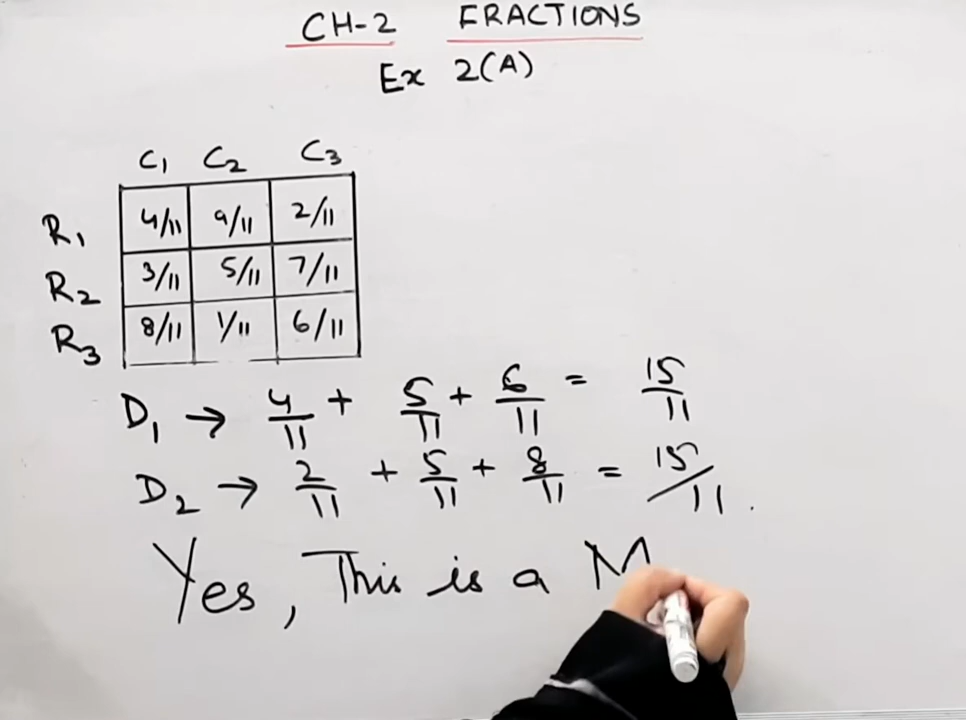 CH-2 FRACTIONS
Ex 2(A)
C1 C2 C3
R1 4/11 9/11 2/11
R2 3/11 5/11 7/11
R3 8/11 1/11 6/11
D1 → 4/11 + 5/11 + 6/11 = 15/11
D2 → 2/11 + 5/11 + 8/11 = 15/11.
Yes, This is a M